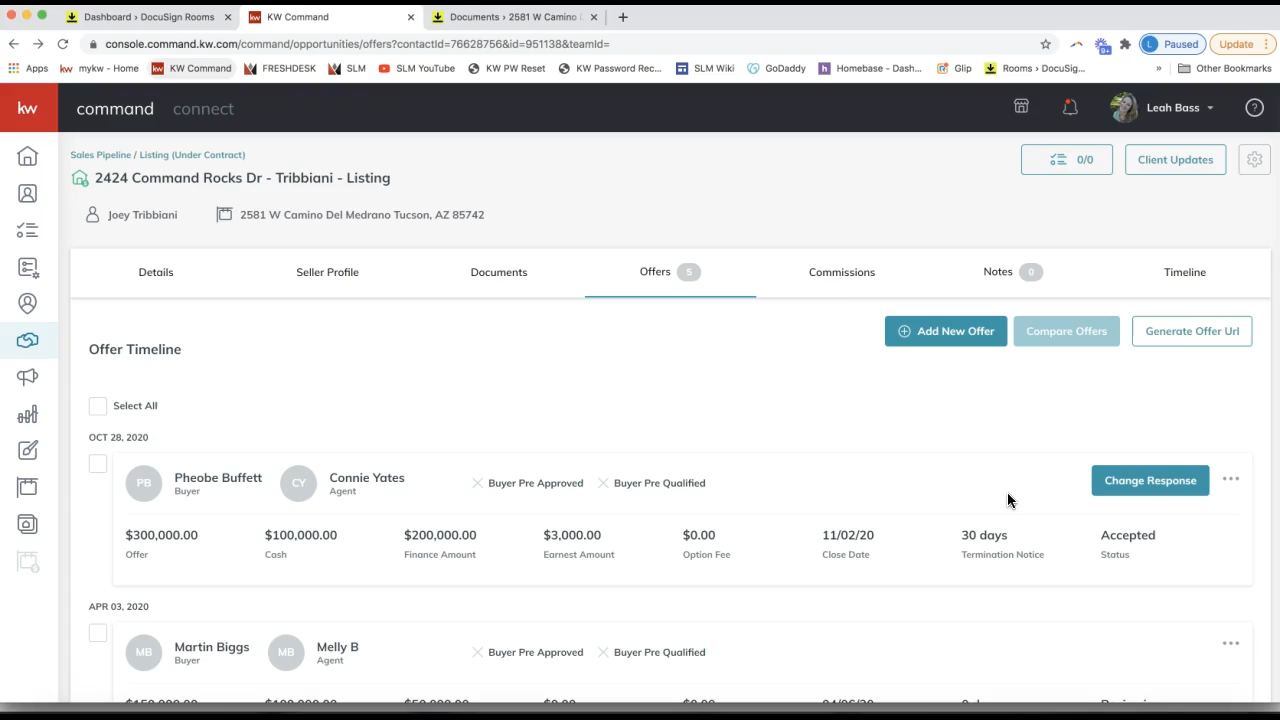 Dashboard › DocuSign Rooms
KW Command
Documents › 2581 W Camino
console.command.kw.com/command/opportunities/offers?contactId=76628756&id=951138&teamId=
L Paused
Update
Apps
kw mykw - Home
KW Command
FRESHDESK
SLM
SLM YouTube
KW PW Reset
KW Password Rec...
SLM Wiki
GoDaddy
h Homebase - Dash...
Glip
Rooms › DocuSig...
» Other Bookmarks
kw command connect
Leah Bass
Sales Pipeline / Listing (Under Contract)
2424 Command Rocks Dr - Tribbiani - Listing
0/0
Client Updates
Joey Tribbiani
2581 W Camino Del Medrano Tucson, AZ 85742
Details
Seller Profile
Documents
Offers 5
Commissions
Notes 0
Timeline
Add New Offer
Compare Offers
Generate Offer Url
Offer Timeline
Select All
OCT 28, 2020
PB Pheobe Buffett
Buyer
CY Connie Yates
Agent
Buyer Pre Approved
Buyer Pre Qualified
Change Response
$300,000.00
Offer
$100,000.00
Cash
$200,000.00
Finance Amount
$3,000.00
Earnest Amount
$0.00
Option Fee
11/02/20
Close Date
30 days
Termination Notice
Accepted
Status
APR 03, 2020
MB Martin Biggs
Buyer
MB Melly B
Agent
Buyer Pre Approved
Buyer Pre Qualified